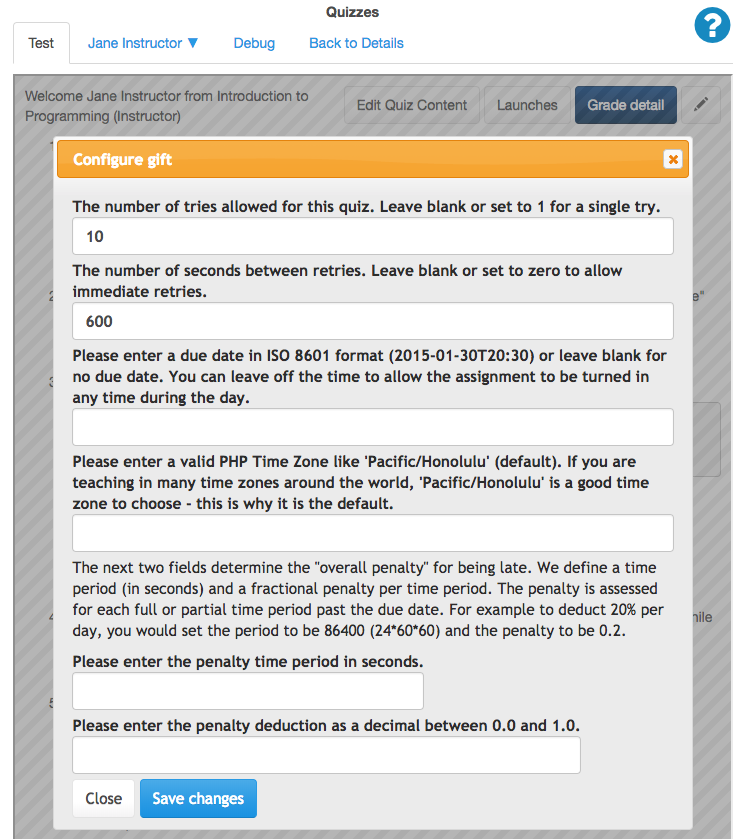 Quizzes
?
Test
Jane Instructor ▼
Debug
Back to Details
Welcome Jane Instructor from Introduction to
Programming (Instructor)
Edit Quiz Content
Launches
Grade detail
Configure gift
The number of tries allowed for this quiz. Leave blank or set to 1 for a single try.
10
The number of seconds between retries. Leave blank or set to zero to allow
immediate retries.
600
Please enter a due date in ISO 8601 format (2015-01-30T20:30) or leave blank for
no due date. You can leave off the time to allow the assignment to be turned in
any time during the day.
Please enter a valid PHP Time Zone like 'Pacific/Honolulu' (default). If you are
teaching in many time zones around the world, 'Pacific/Honolulu' is a good time
zone to choose - this is why it is the default.
The next two fields determine the "overall penalty" for being late. We define a time
period (in seconds) and a fractional penalty per time period. The penalty is assessed
for each full or partial time period past the due date. For example to deduct 20% per
day, you would set the period to be 86400 (24*60*60) and the penalty to be 0.2.
Please enter the penalty time period in seconds.
Please enter the penalty deduction as a decimal between 0.0 and 1.0.
Close
Save changes